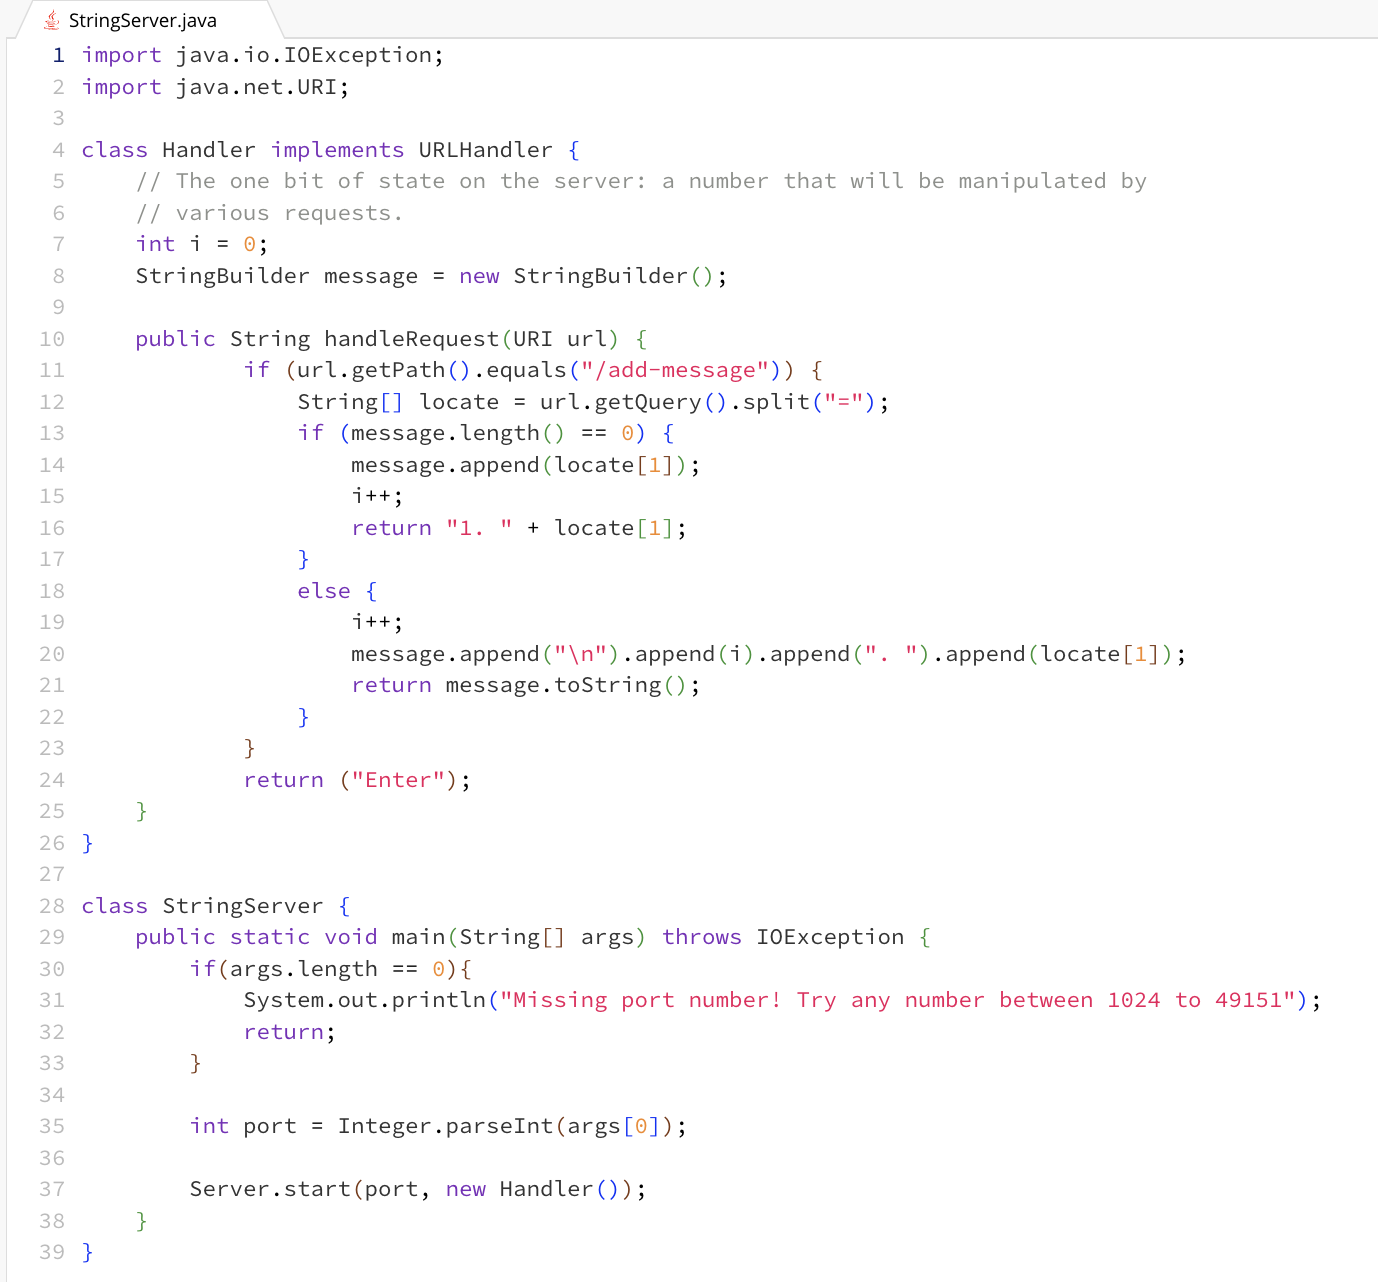 StringServer.java
1 import java.io.IOException;
2 import java.net.URI;
3
4 class Handler implements URLHandler {
5     // The one bit of state on the server: a number that will be manipulated by
6     // various requests.
7     int i = 0;
8     StringBuilder message = new StringBuilder();
9
10     public String handleRequest(URI url) {
11             if (url.getPath().equals("/add-message")) {
12                 String[] locate = url.getQuery().split("=");
13                 if (message.length() == 0) {
14                     message.append(locate[1]);
15                     i++;
16                     return "1. " + locate[1];
17                 }
18                 else {
19                     i++;
20                     message.append("\n").append(i).append(". ").append(locate[1]);
21                     return message.toString();
22                 }
23             }
24             return ("Enter");
25     }
26 }
27
28 class StringServer {
29     public static void main(String[] args) throws IOException {
30         if(args.length == 0){
31             System.out.println("Missing port number! Try any number between 1024 to 49151");
32             return;
33         }
34
35         int port = Integer.parseInt(args[0]);
36
37         Server.start(port, new Handler());
38     }
39 }